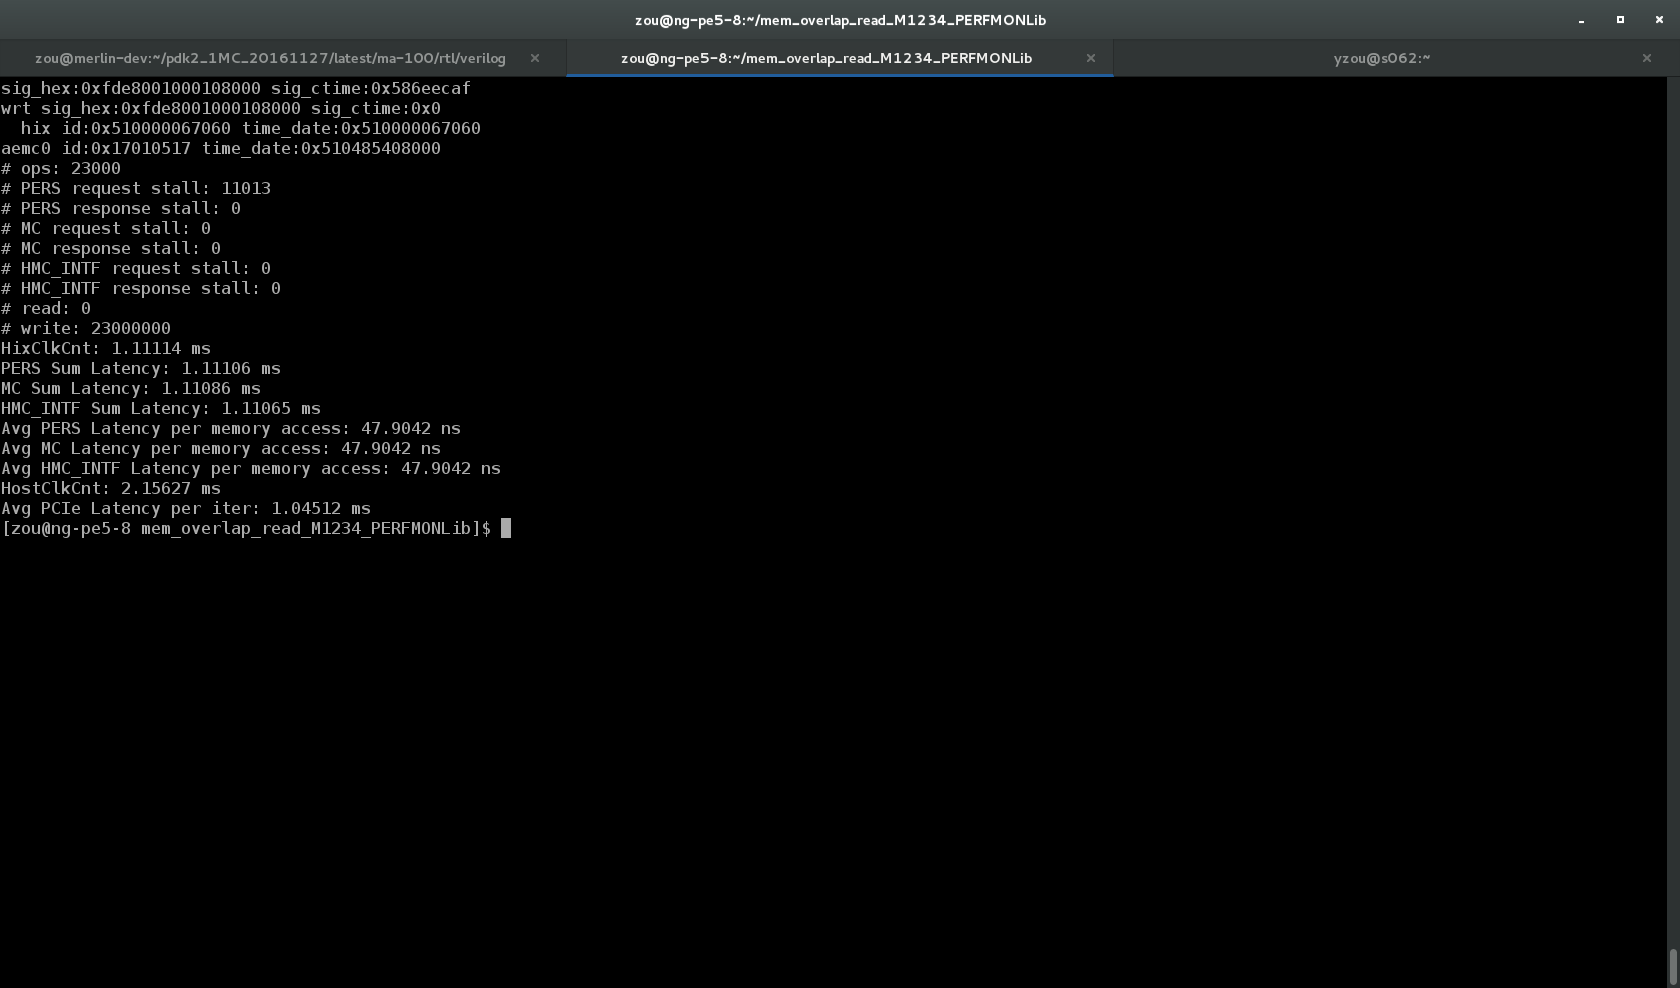 zou@ng-pe5-8:~/mem_overlap_read_M1234_PERFMONLib
zou@merlin-dev:~/pdk2_1MC_20161127/latest/ma-100/rtl/verilog
zou@ng-pe5-8:~/mem_overlap_read_M1234_PERFMONLib
yzou@s062:~
sig_hex:0xfde8001000108000 sig_ctime:0x586eecaf
wrt sig_hex:0xfde8001000108000 sig_ctime:0x0
  hix id:0x510000067060 time_date:0x510000067060
aemc0 id:0x17010517 time_date:0x510485408000
# ops: 23000
# PERS request stall: 11013
# PERS response stall: 0
# MC request stall: 0
# MC response stall: 0
# HMC_INTF request stall: 0
# HMC_INTF response stall: 0
# read: 0
# write: 23000000
HixClkCnt: 1.11114 ms
PERS Sum Latency: 1.11106 ms
MC Sum Latency: 1.11086 ms
HMC_INTF Sum Latency: 1.11065 ms
Avg PERS Latency per memory access: 47.9042 ns
Avg MC Latency per memory access: 47.9042 ns
Avg HMC_INTF Latency per memory access: 47.9042 ns
HostClkCnt: 2.15627 ms
Avg PCIe Latency per iter: 1.04512 ms
[zou@ng-pe5-8 mem_overlap_read_M1234_PERFMONLib]$